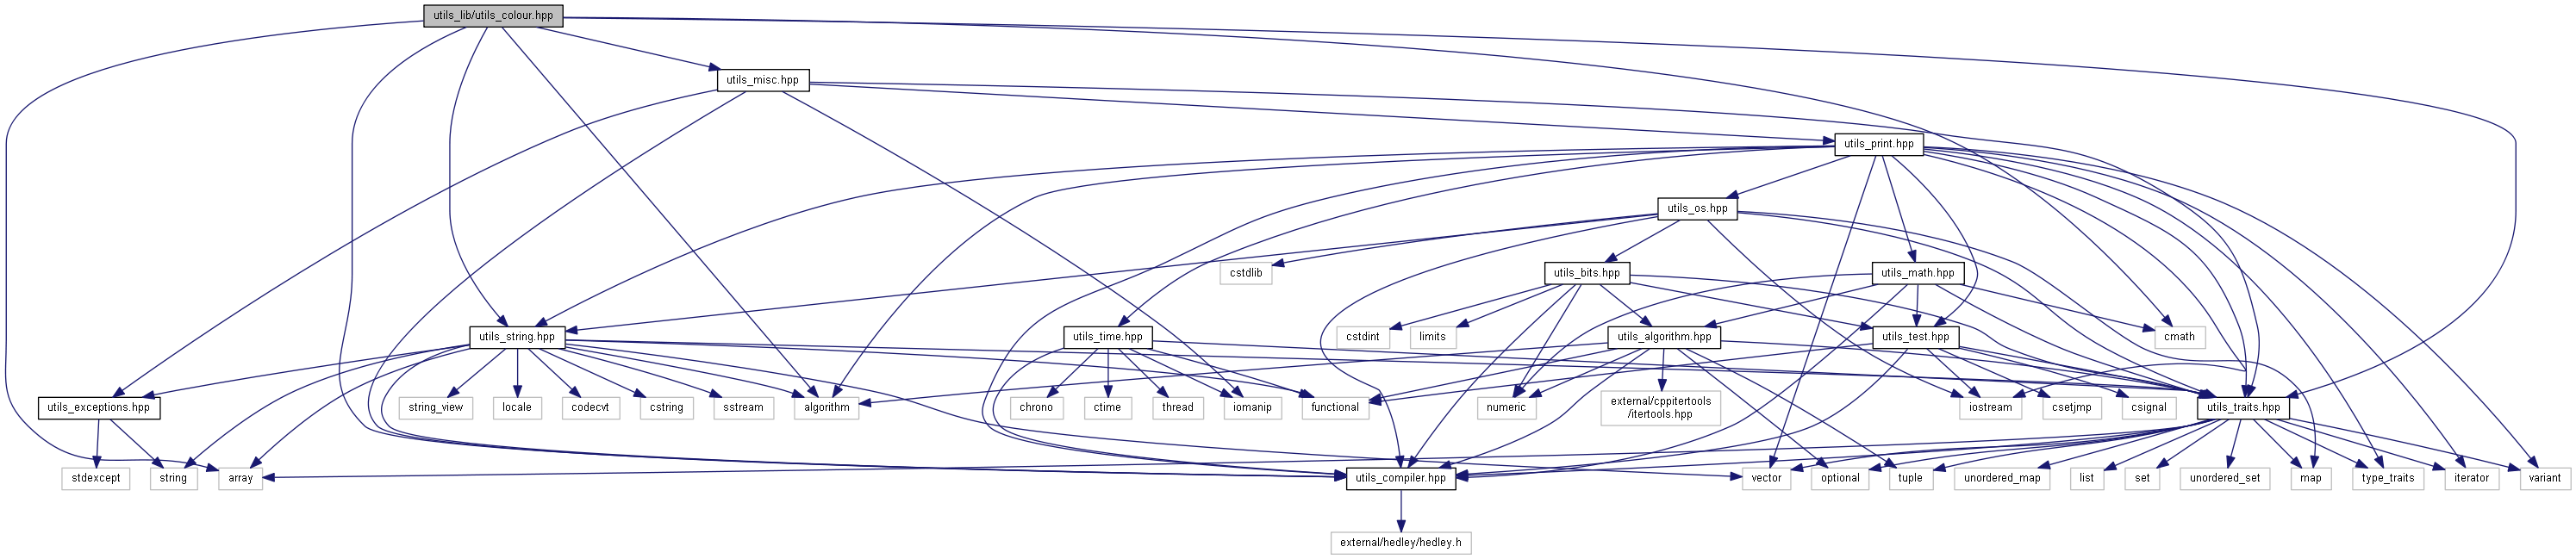 utils_lib/utils_colour.hpp
utils_misc.hpp
utils_print.hpp
utils_os.hpp
cstdlib
utils_bits.hpp
utils_math.hpp
utils_string.hpp
utils_time.hpp
cstdint
limits
utils_algorithm.hpp
utils_test.hpp
cmath
utils_exceptions.hpp
string_view
locale
codecvt
cstring
sstream
algorithm
chrono
ctime
thread
iomanip
functional
numeric
external/cppitertools
/itertools.hpp
iostream
csetjmp
csignal
utils_traits.hpp
stdexcept
string
array
utils_compiler.hpp
vector
optional
tuple
unordered_map
list
set
unordered_set
map
type_traits
iterator
variant
external/hedley/hedley.h